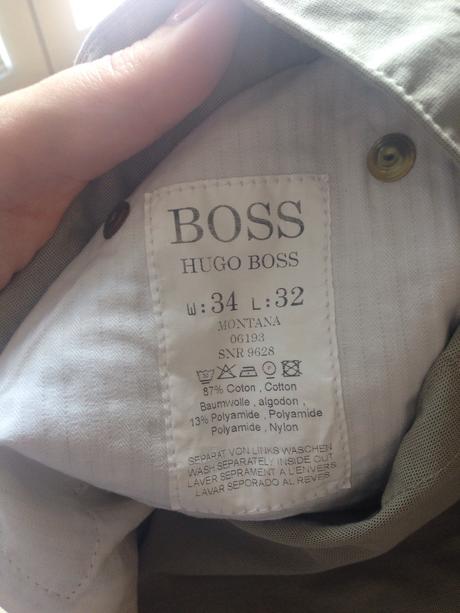 BOSS
HUGO BOSS
W:34 L:32
MONTANA
06193
SNR 9628
87% Coton , Cotton
Baumwolle , algodon ,
13% Polyamide , Polyamide
Polyamide , Nylon
SEPARAT VON LINKS WASCHEN
WASH SEPARATELY INSIDE OUT
LAVER SEPRAMENT A L'ENVERS
LAVAR SEPORADO AL REVES